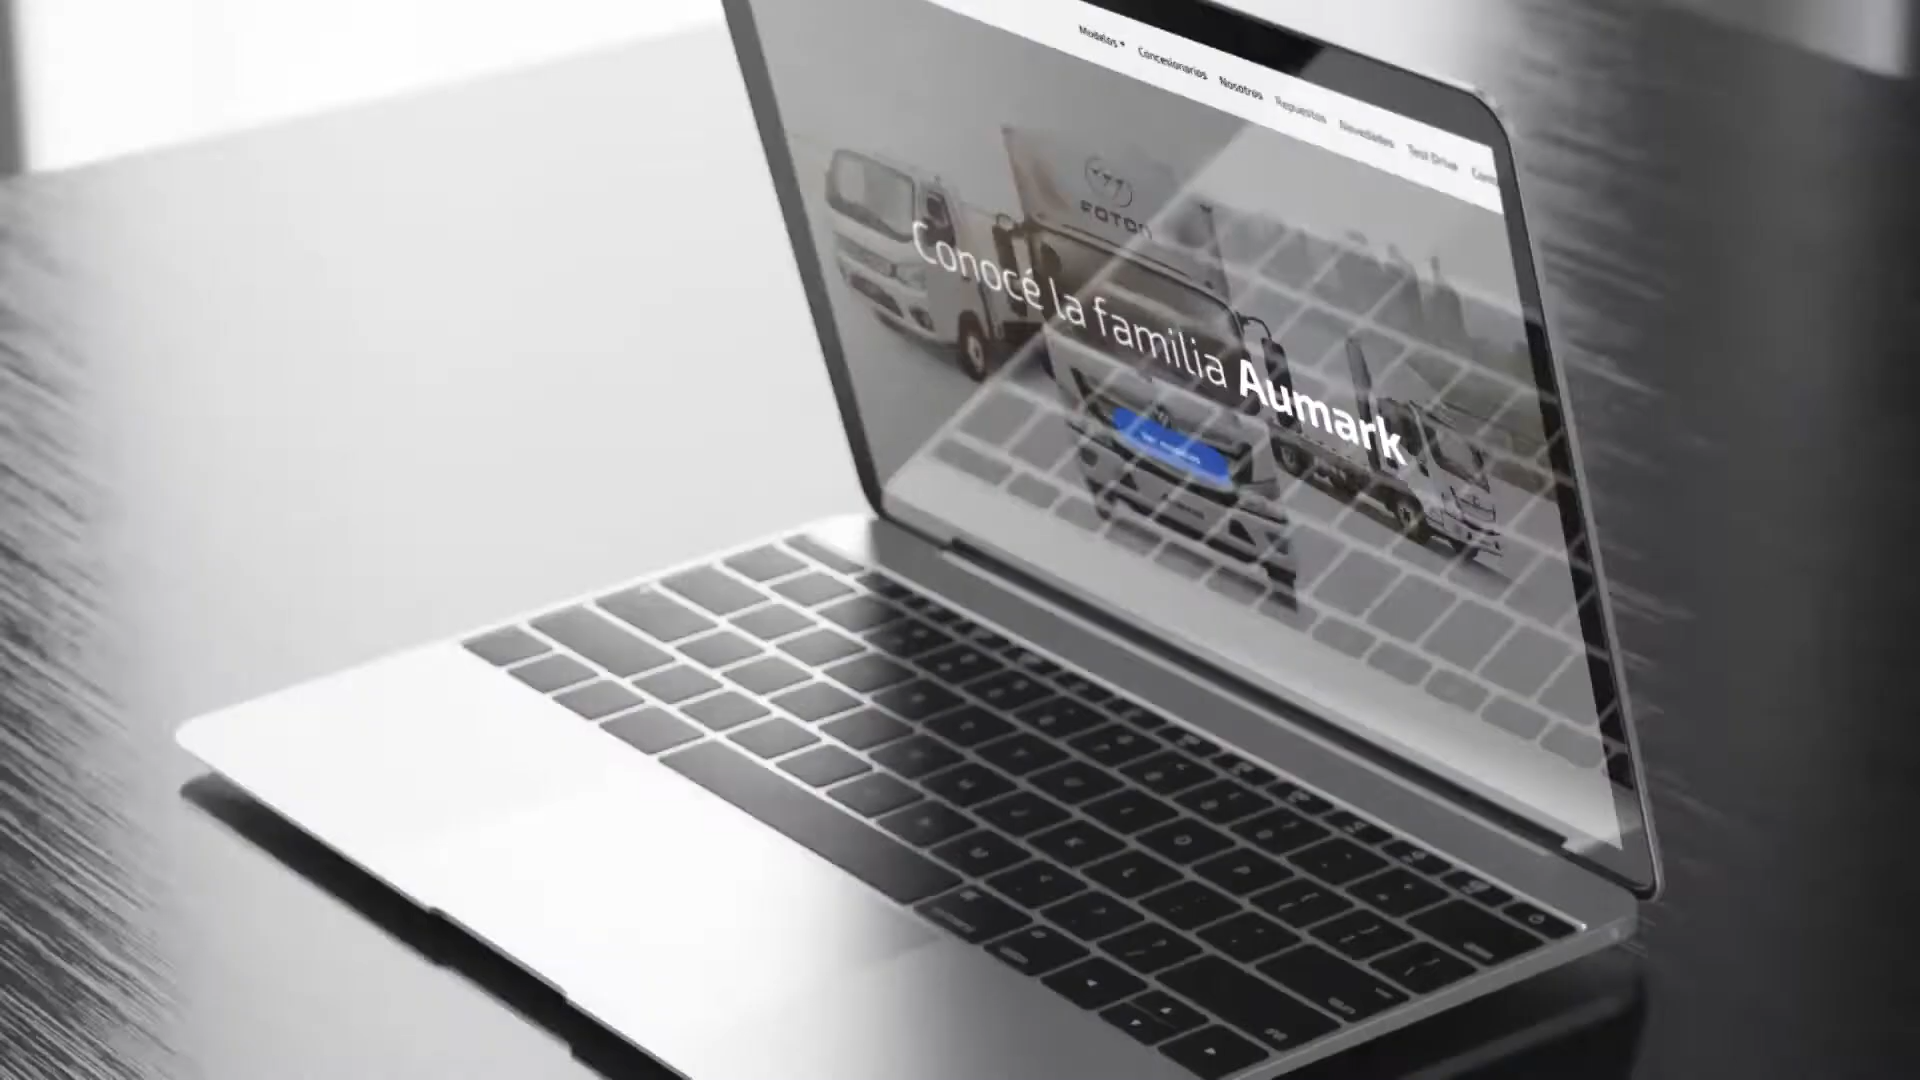 Modelos Concesionarios Nosotros Repuestos Novedades Test Drive
FOTON
Conocé la familia Aumark